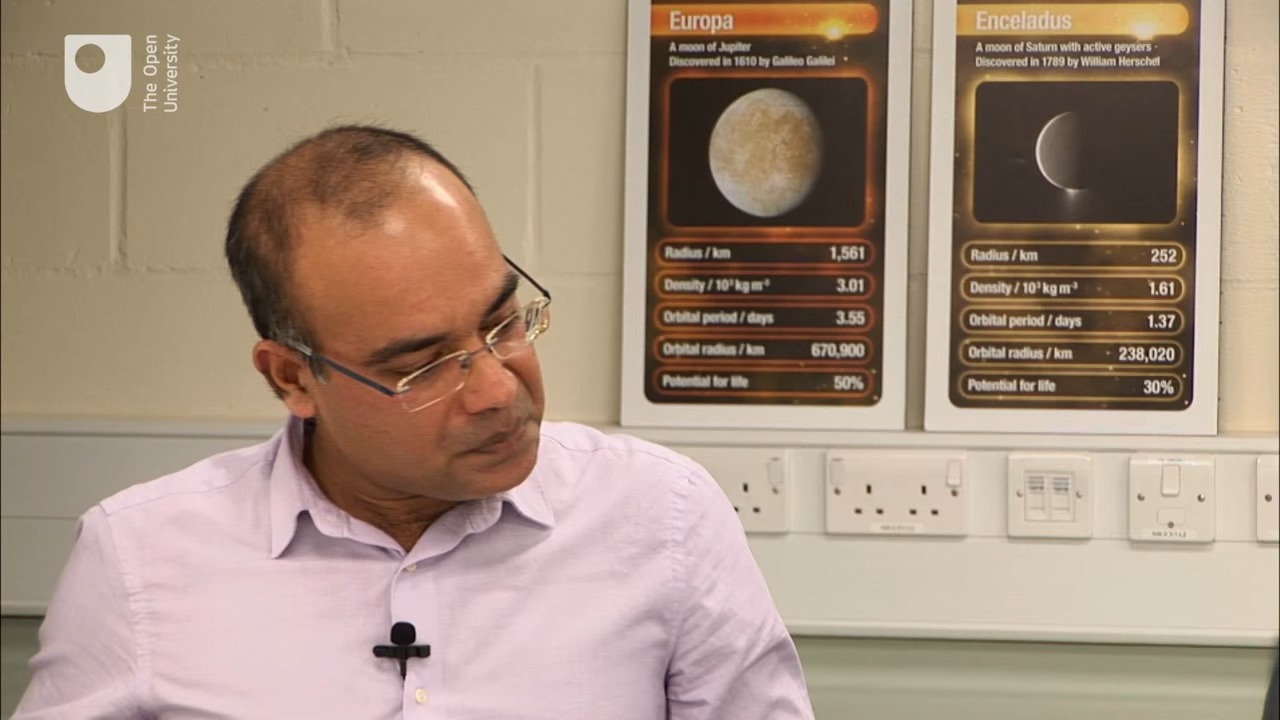 The Open
University
Europa
A moon of Jupiter
Discovered in 1610 by Galileo Galilei
Radius / km 1,561
Density / 10³ kg m⁻³ 3.01
Orbital period / days 3.55
Orbital radius / km 670,900
Potential for life 50%
Enceladus
A moon of Saturn with active geysers
Discovered in 1789 by William Herschel
Radius / km 252
Density / 10³ kg m⁻³ 1.61
Orbital period / days 1.37
Orbital radius / km 238,020
Potential for life 30%